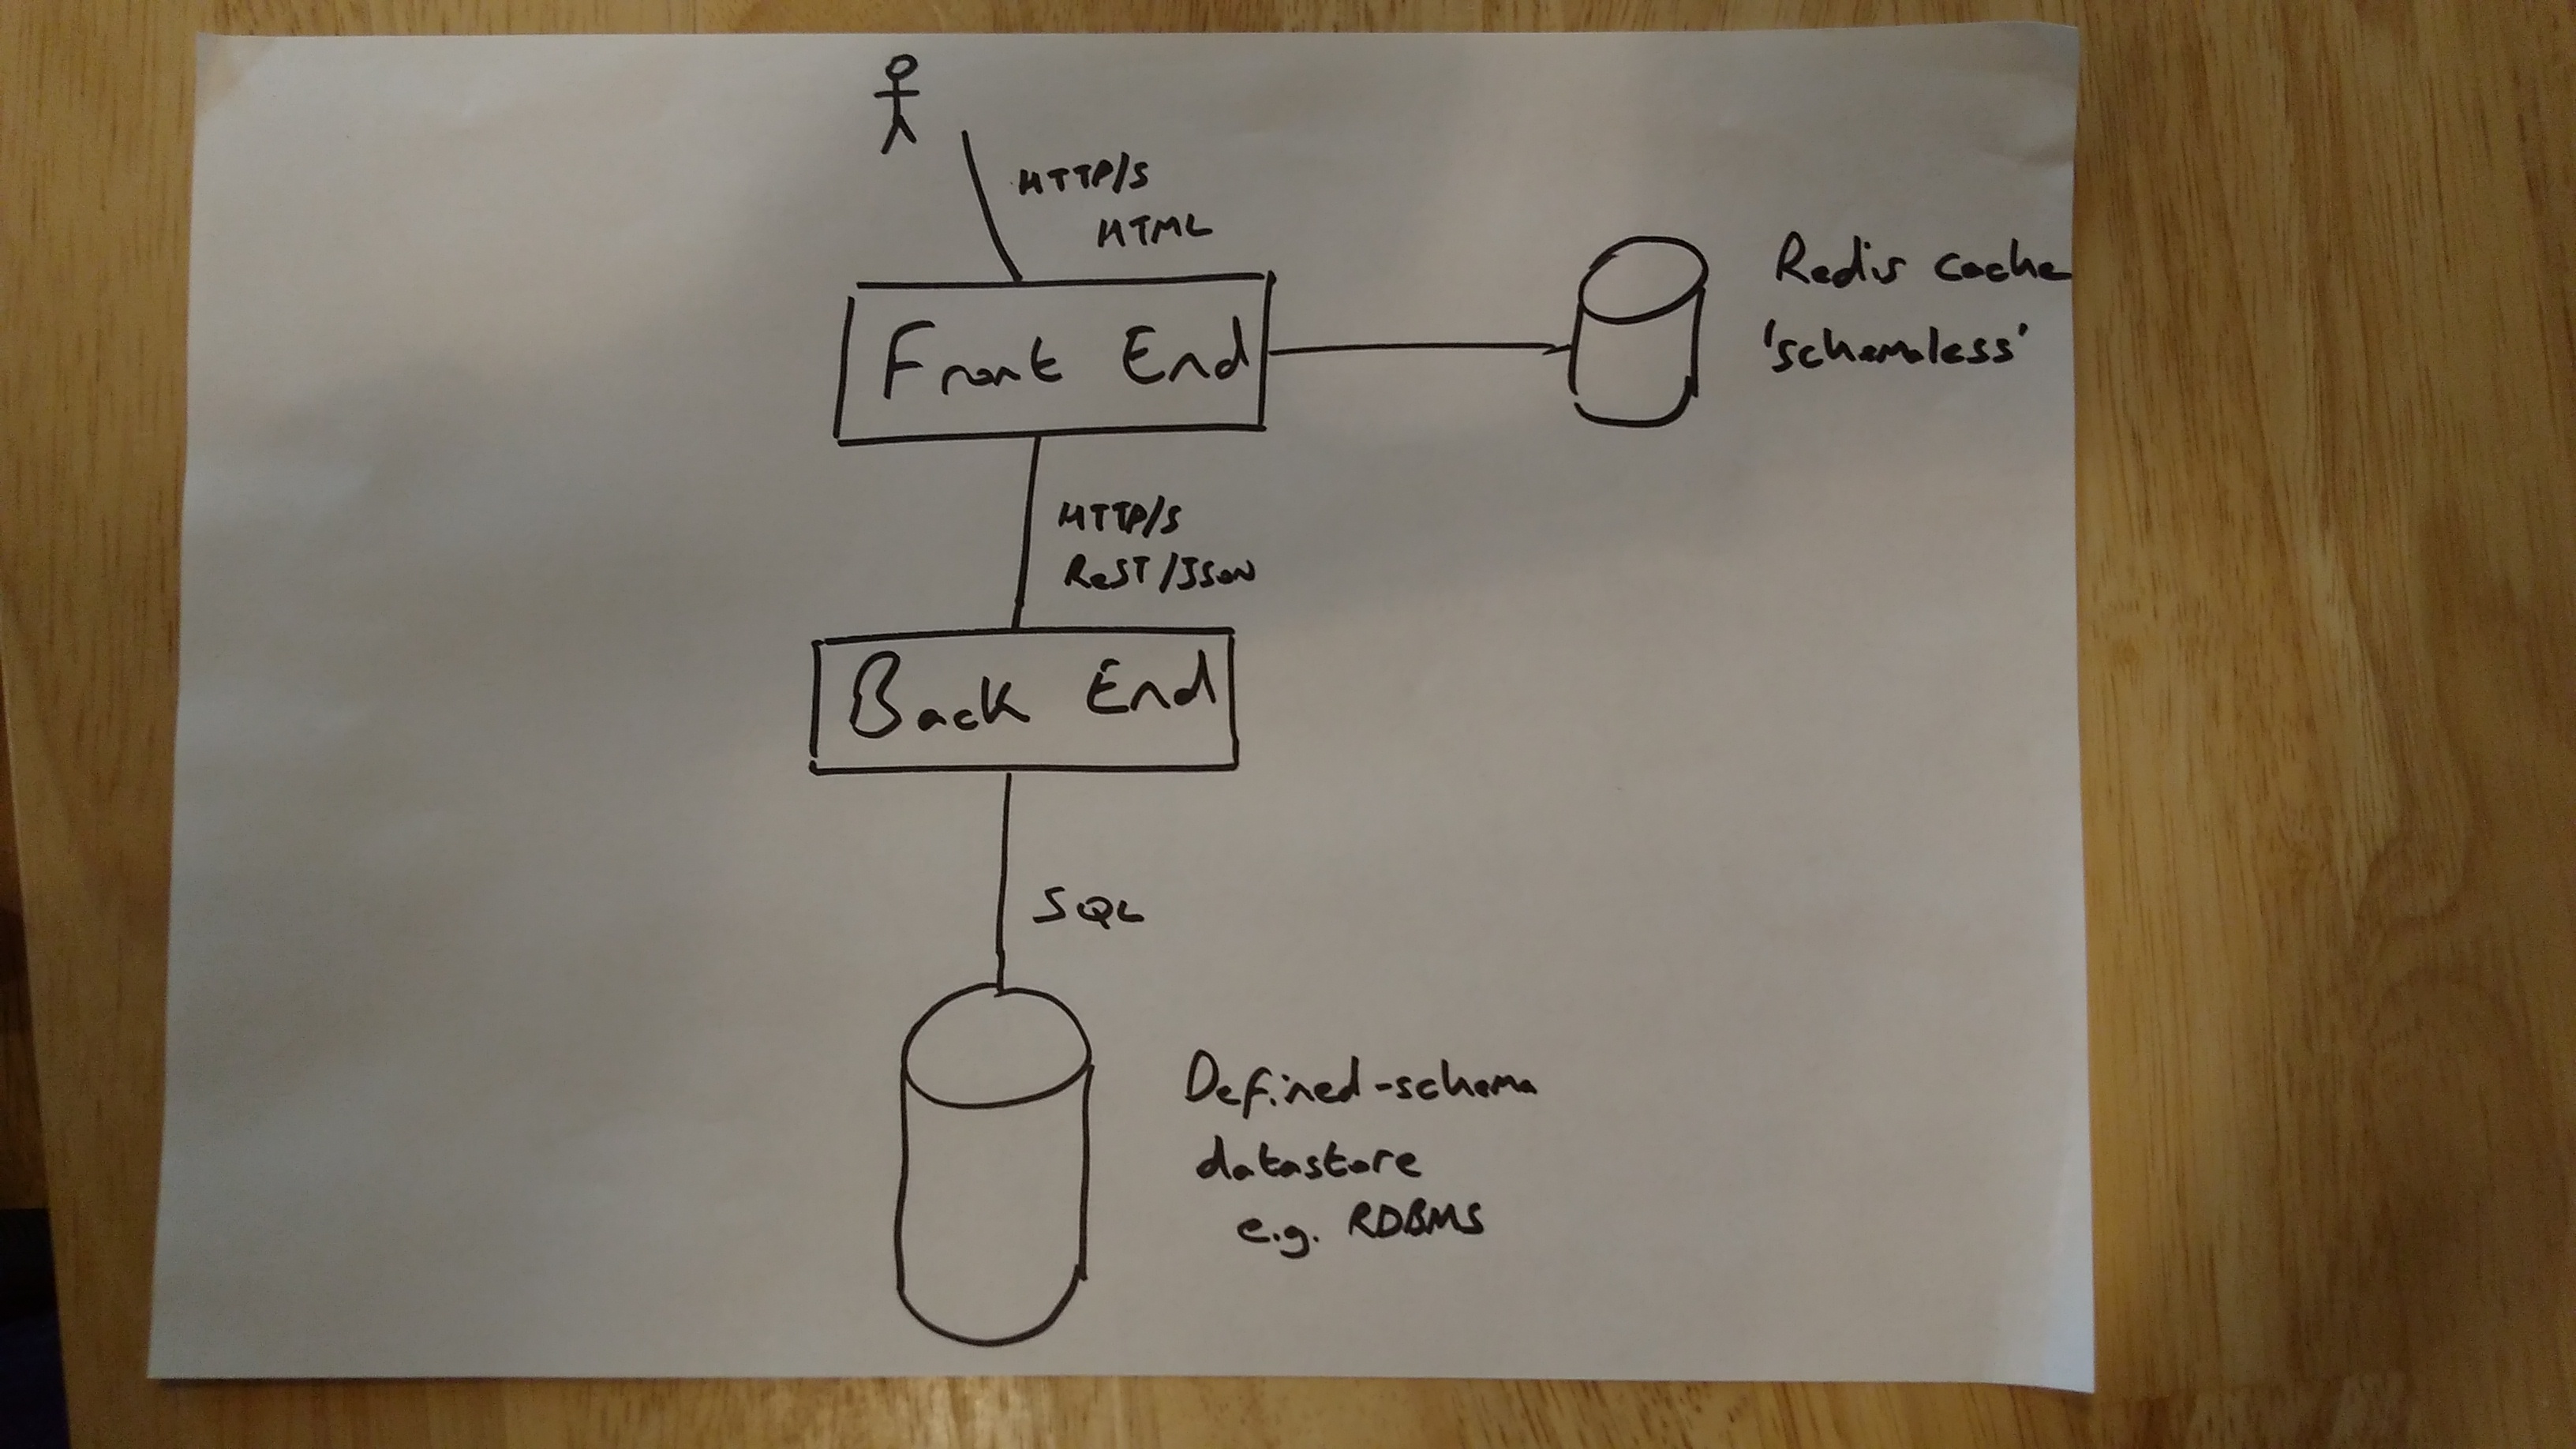 HTTP/S
HTML
Front End
Redis cache
'schemaless'
HTTP/S
ReST/JSON
Back End
SQL
Defined-schema
datastore
e.g. RDBMS